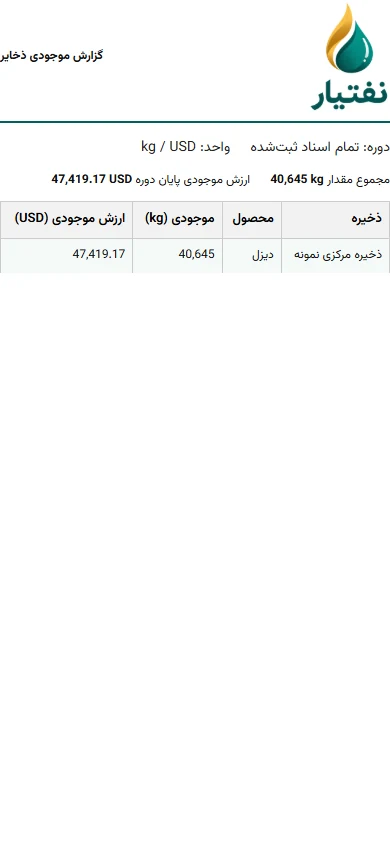 نفتیار
گزارش موجودی ذخایر
دوره: تمام اسناد ثبت‌شده واحد: kg / USD
مجموع مقدار 40,645 kg ارزش موجودی پایان دوره 47,419.17 USD
ذخیره محصول موجودی (kg) ارزش موجودی (USD)
ذخیره مرکزی نمونه دیزل 40,645 47,419.17